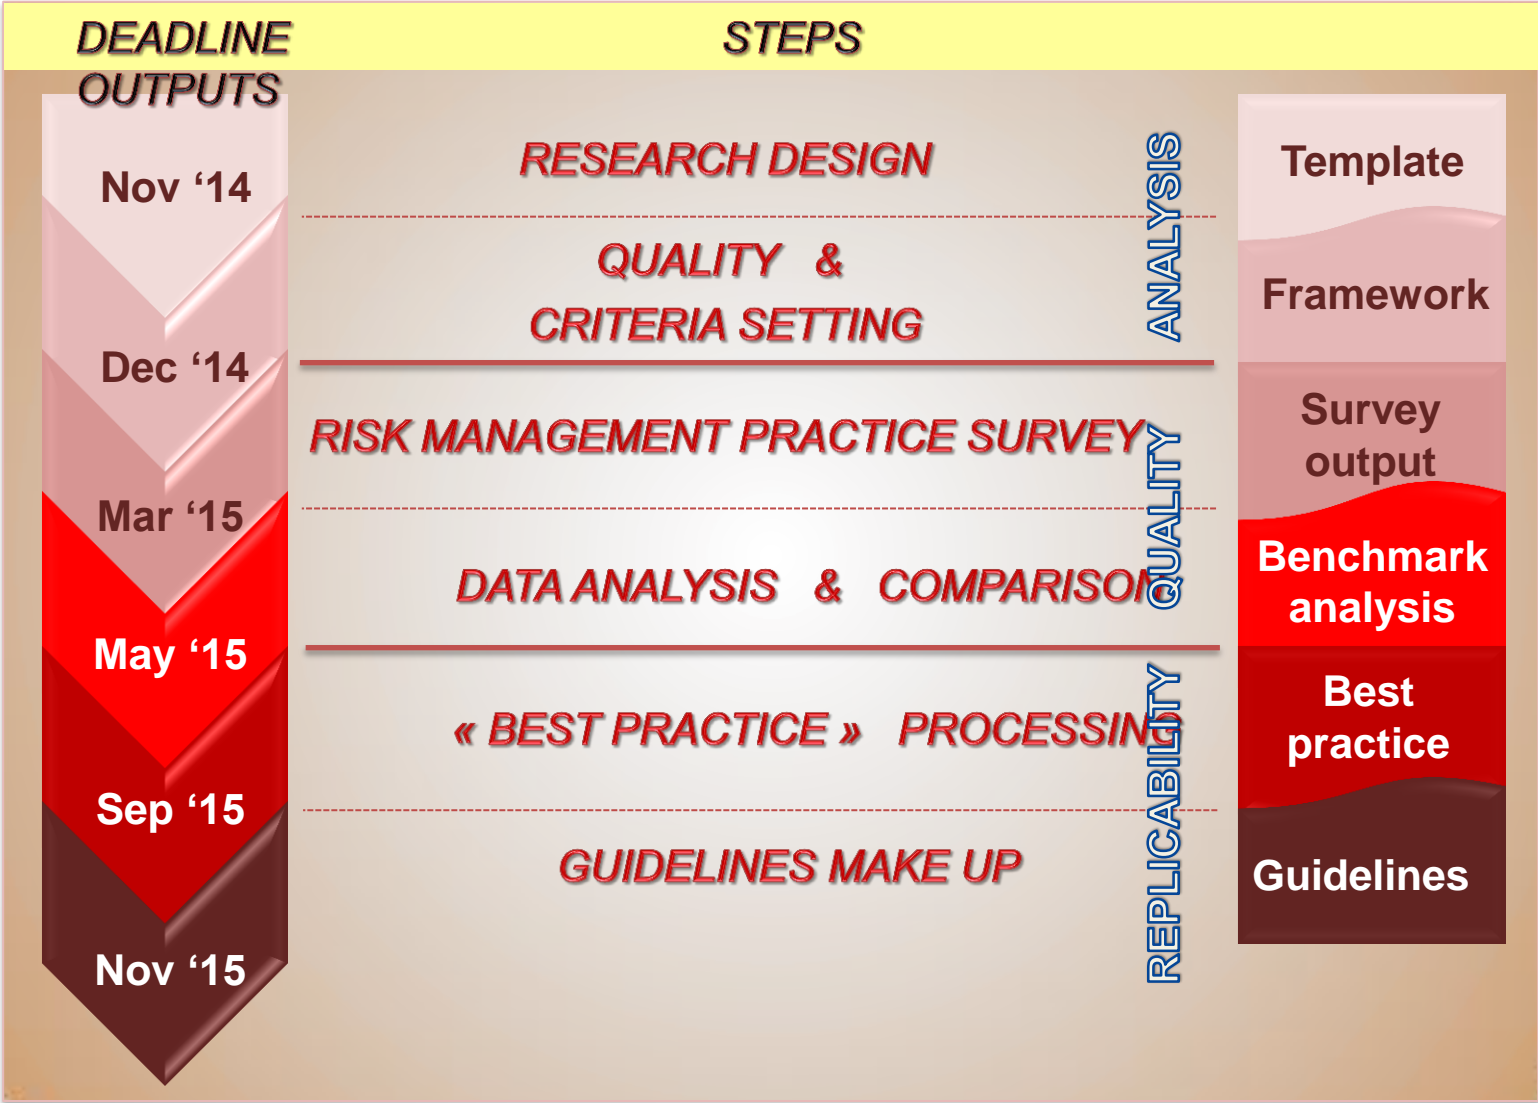 DEADLINE
OUTPUTS
STEPS
Nov ‘14
RESEARCH DESIGN
ANALYSIS
Template
QUALITY &
CRITERIA SETTING
Framework
Dec ‘14
RISK MANAGEMENT PRACTICE SURVEY
QUALITY
Survey
output
Mar ‘15
DATA ANALYSIS & COMPARISON
Benchmark
analysis
May ‘15
« BEST PRACTICE » PROCESSING
REPLICABILITY
Best
practice
Sep ‘15
GUIDELINES MAKE UP
Guidelines
Nov ‘15